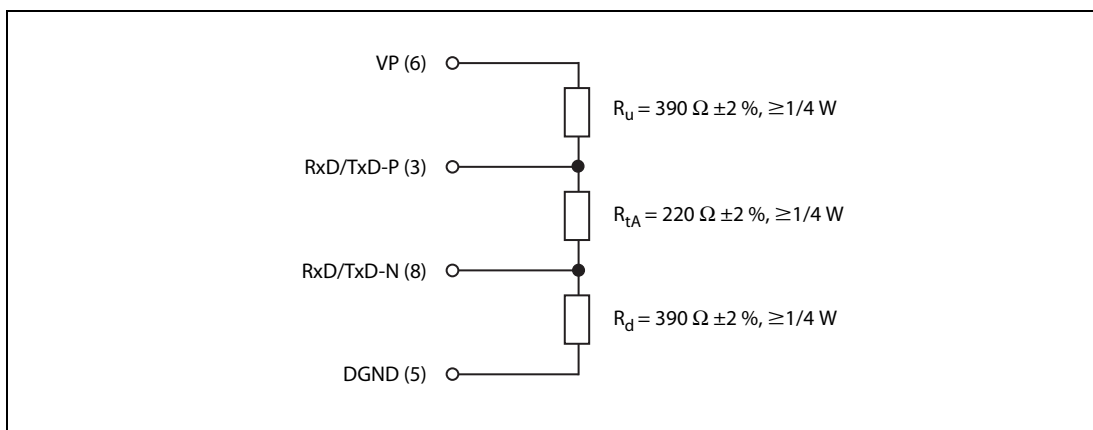 VP (6)
R_u = 390 Ω ±2 %, ≥1/4 W
RxD/TxD-P (3)
R_tA = 220 Ω ±2 %, ≥1/4 W
RxD/TxD-N (8)
R_d = 390 Ω ±2 %, ≥1/4 W
DGND (5)